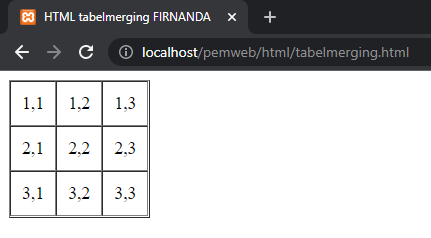 HTML tabelmerging FIRNANDA
localhost/pemweb/html/tabelmerging.html
1,1 1,2 1,3
2,1 2,2 2,3
3,1 3,2 3,3